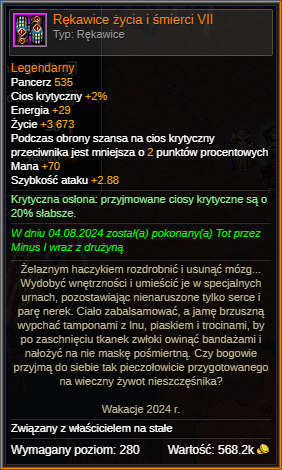 Rękawice życia i śmierci VII
Typ: Rękawice
Legendarny
Pancerz 535
Cios krytyczny +2%
Energia +29
Życie +3 673
Podczas obrony szansa na cios krytyczny
przeciwnika jest mniejsza o 2 punktów procentowych
Mana +70
Szybkość ataku +2.88
Krytyczna osłona: przyjmowane ciosy krytyczne są o
20% słabsze.
W dniu 04.08.2024 został(a) pokonany(a) Tot przez
Minus I wraz z drużyną
Żelaznym haczykiem rozdrobnić i usunąć mózg...
Wydobyć wnętrzności i umieścić je w specjalnych
urnach, pozostawiając nienaruszone tylko serce i
parę nerek. Ciało zabalsamować, a jamę brzuszną
wypchać tamponami z lnu, piaskiem i trocinami, by
po zaschnięciu tkanek zwłoki owinąć bandażami i
nałożyć na nie maskę pośmiertną. Czy bogowie
przyjmą do siebie tak pieczołowicie przygotowanego
na wieczny żywot nieszczęśnika?
Wakacje 2024 r.
Związany z właścicielem na stałe
Wymagany poziom: 280 Wartość: 568.2k